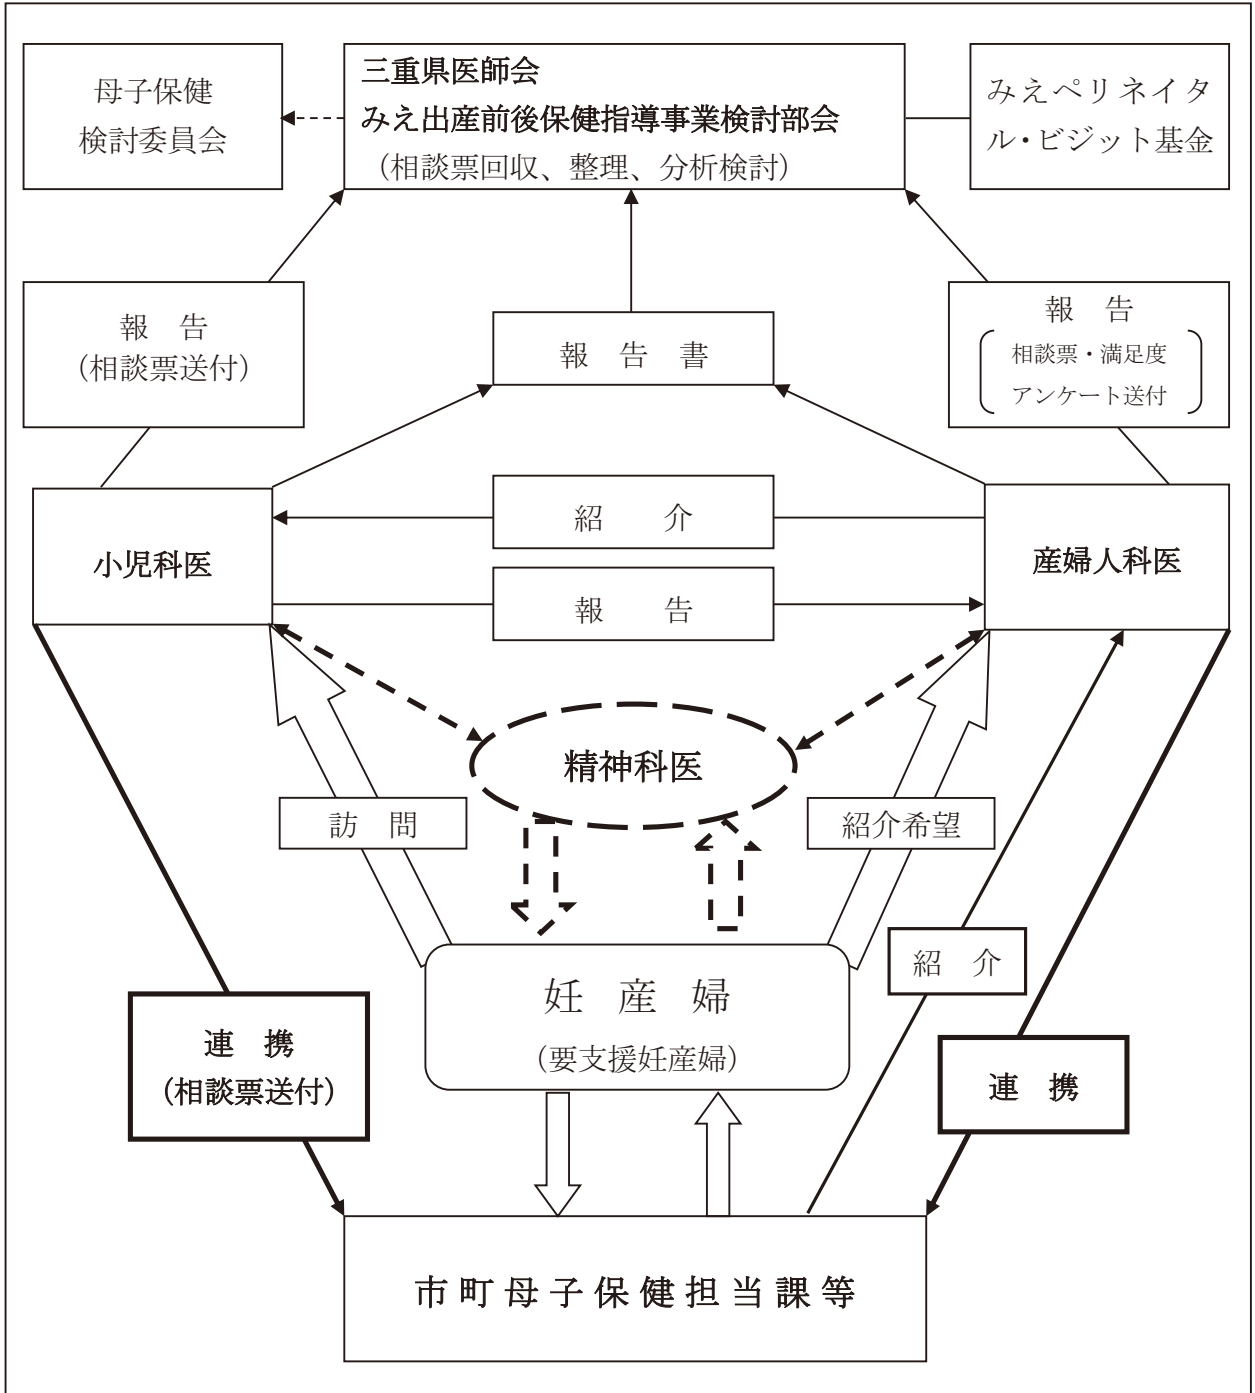 母子保健
検討委員会
三重県医師会
みえ出産前後保健指導事業検討部会
（相談票回収、整理、分析検討）
みえペリネイタ
ル・ビジット基金
報　告
（相談票送付）
報　告　書
報　告
相談票・満足度
アンケート送付
小児科医
紹　　介
報　　告
産婦人科医
精神科医
訪　問
紹介希望
妊　産　婦
（要支援妊産婦）
紹　介
連　携
（相談票送付）
連　携
市町母子保健担当課等